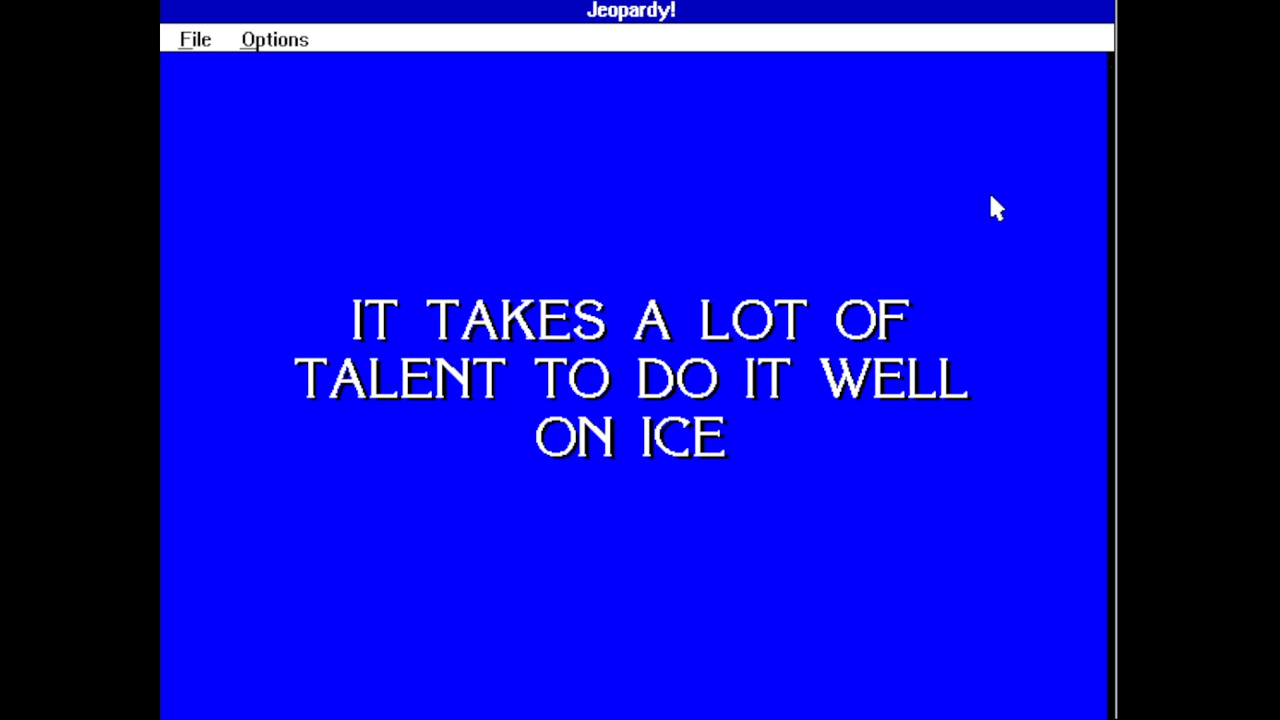 Jeopardy!
File Options
IT TAKES A LOT OF
TALENT TO DO IT WELL
ON ICE